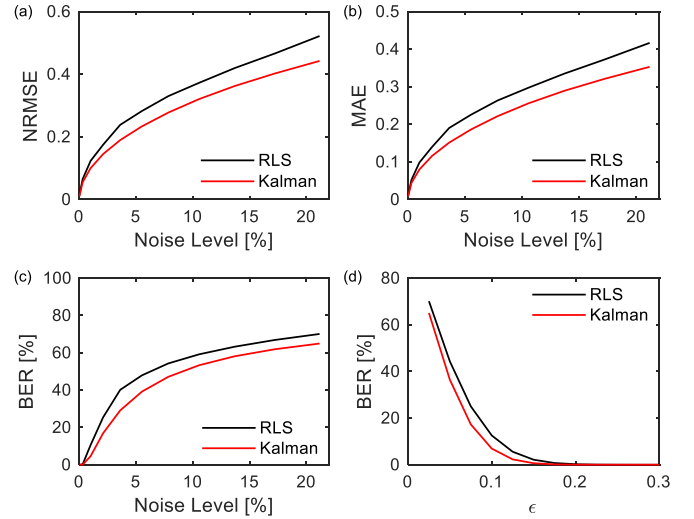 (a)
NRMSE
0.6
0.4
0.2
0
0 5 10 15 20
Noise Level [%]
RLS
Kalman
(b)
MAE
0.5
0.4
0.3
0.2
0.1
0
0 5 10 15 20
Noise Level [%]
RLS
Kalman
(c)
BER [%]
100
80
60
40
20
0
0 5 10 15 20
Noise Level [%]
RLS
Kalman
(d)
BER [%]
80
60
40
20
0
0 0.1 0.2 0.3
ϵ
RLS
Kalman